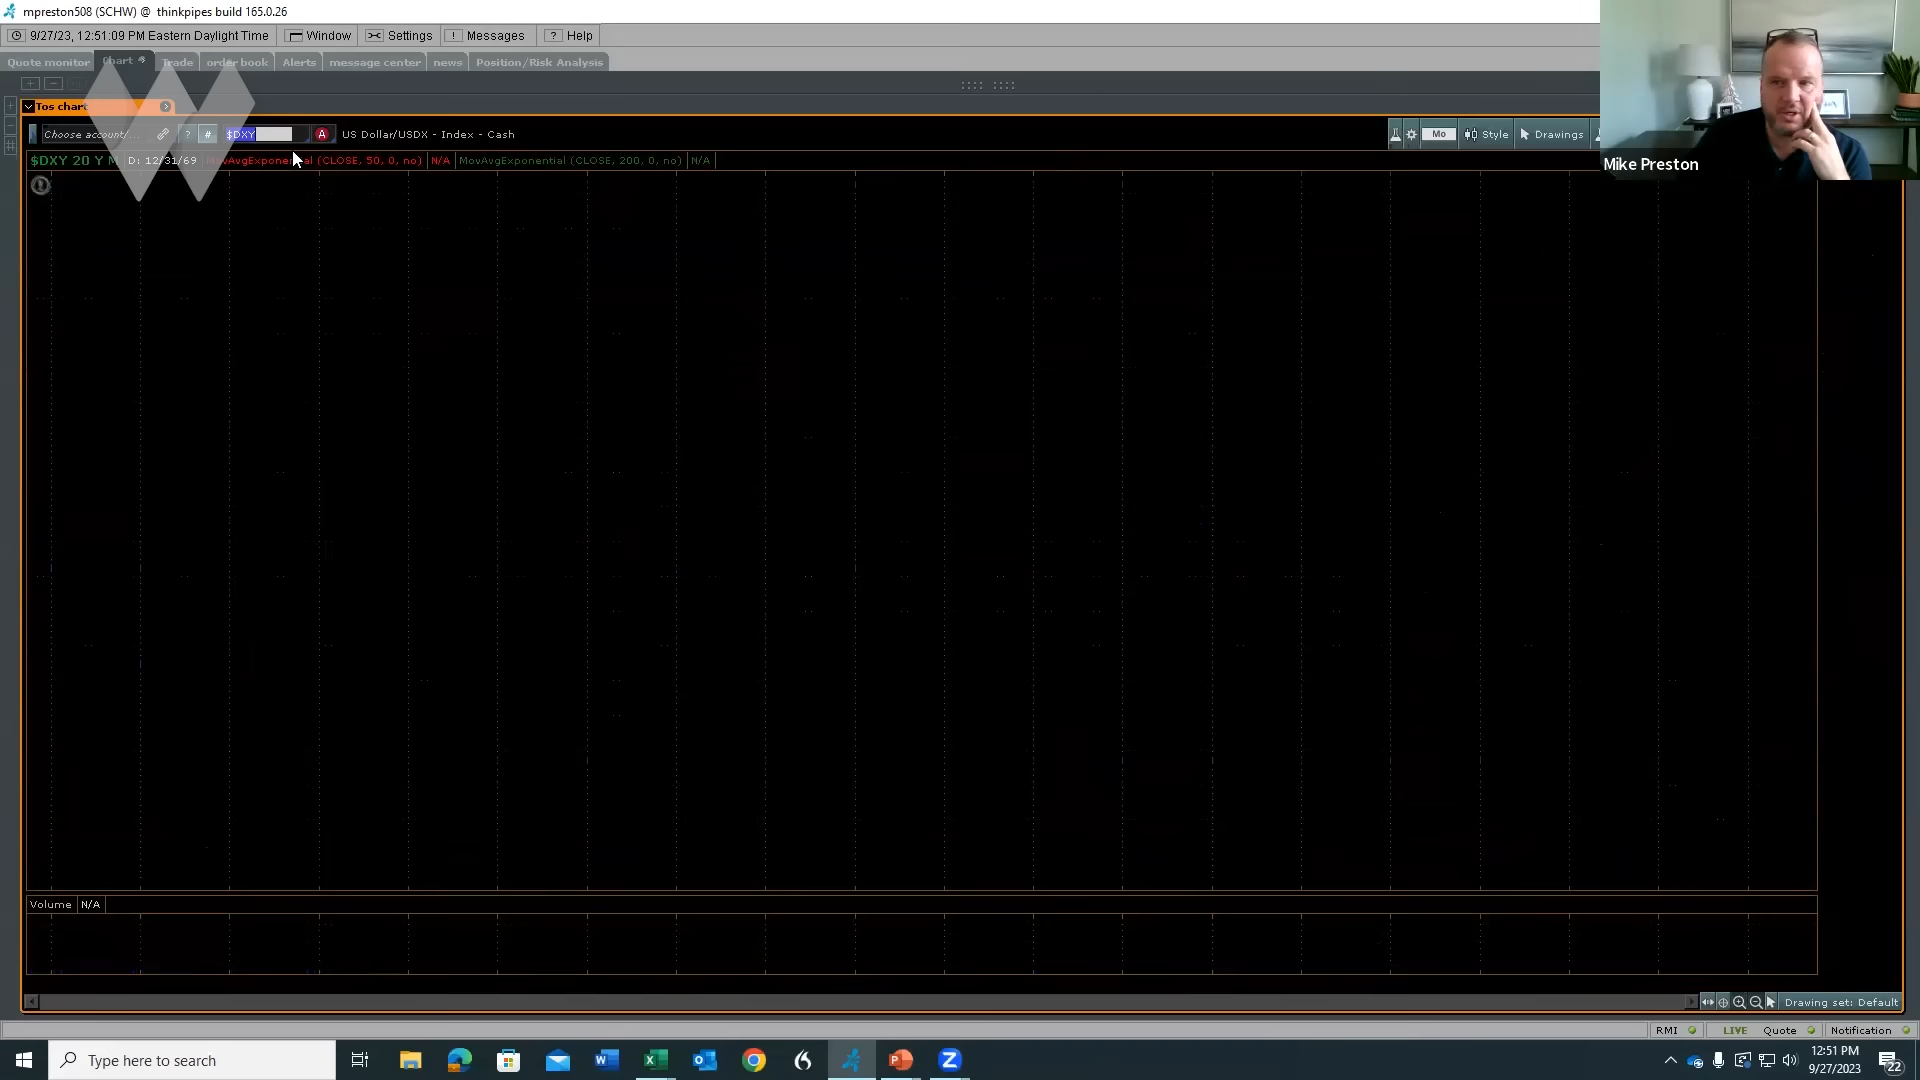 mpreston508 (SCHW) @ thinkpipes build 165.0.26
9/27/23, 12:51:09 PM Eastern Daylight Time Window Settings ! Messages ? Help
Quote monitor Chart Trade order book Alerts message center news Position/Risk Analysis
Tos chart
Choose account/... ? # $DXY A US Dollar/USDX - Index - Cash Mo Style Drawings
$DXY 20 Y M D: 12/31/69 MovAvgExponential (CLOSE, 50, 0, no) N/A MovAvgExponential (CLOSE, 200, 0, no) N/A
Mike Preston
Volume N/A
Drawing set: Default
RMI LIVE Quote Notification
Type here to search
12:51 PM
9/27/2023
22